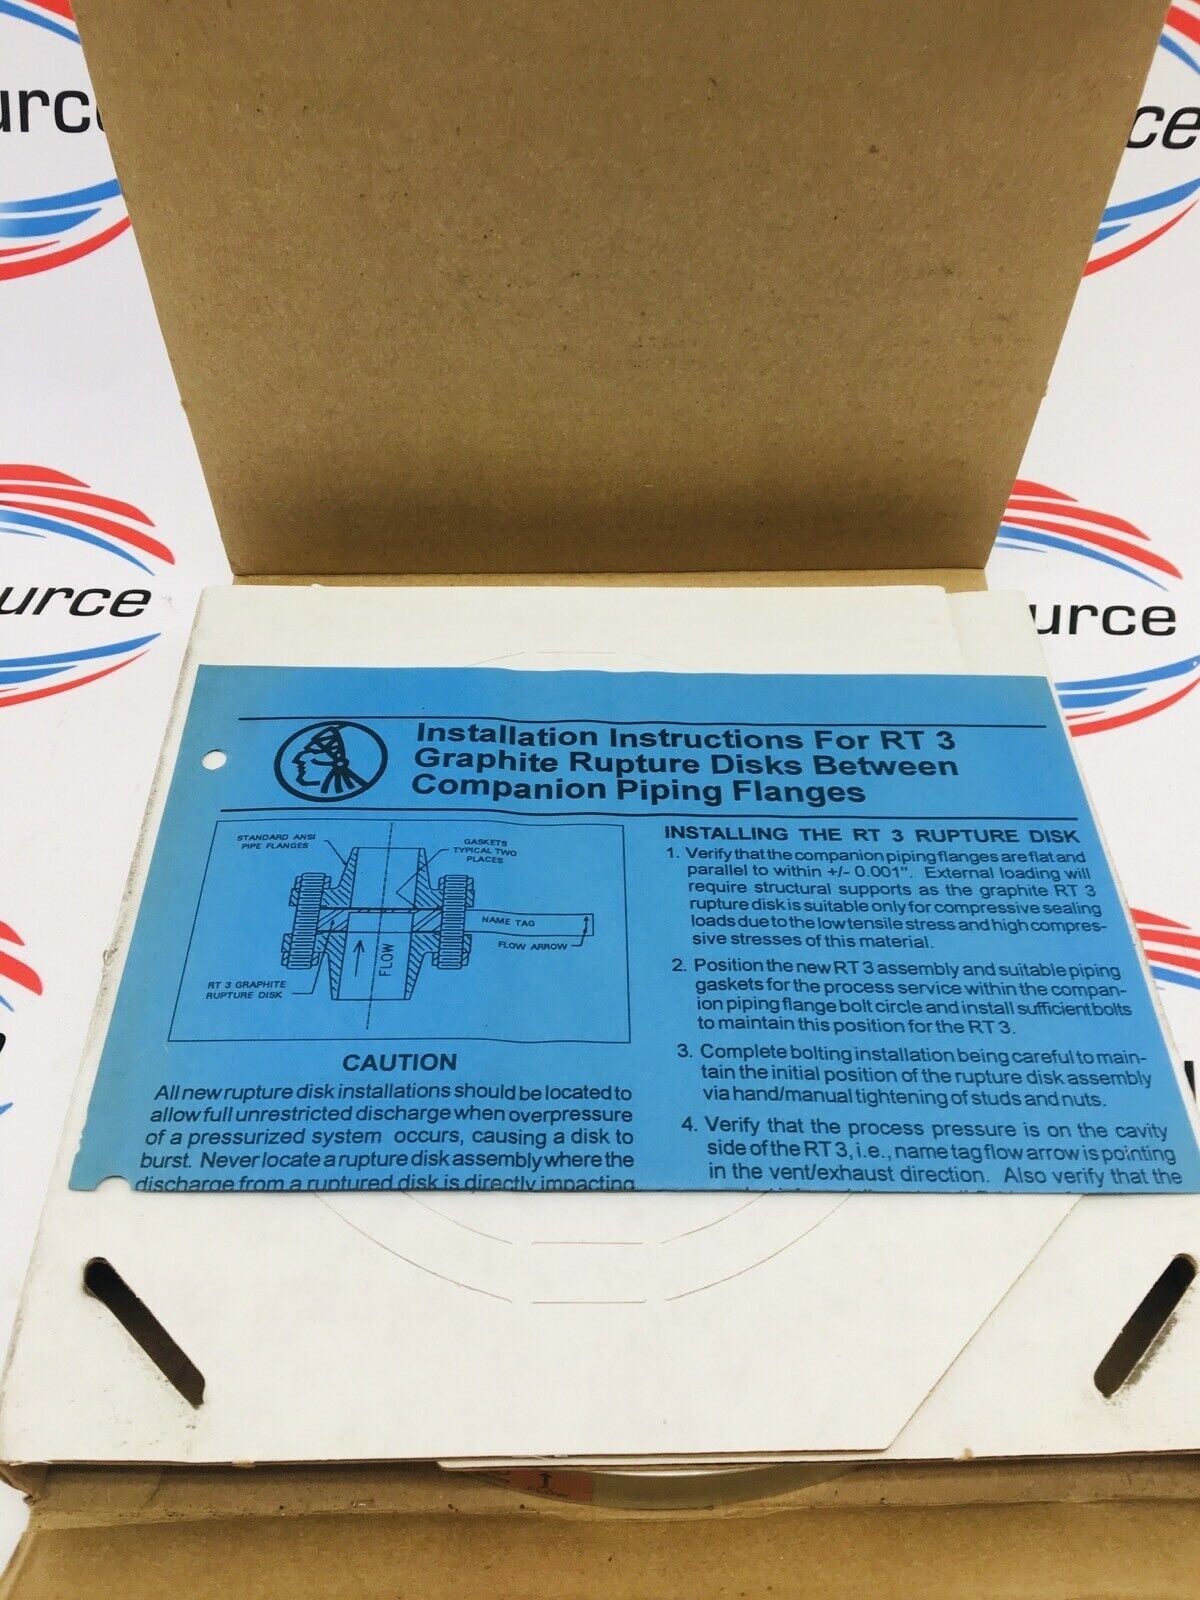 urce
ce
ource
urce
Installation Instructions For RT 3
Graphite Rupture Disks Between
Companion Piping Flanges
STANDARD ANSI
PIPE FLANGES
GASKETS
TYPICAL TWO
PLACES
NAME TAG
FLOW ARROW
FLOW
RT 3 GRAPHITE
RUPTURE DISK
CAUTION
All new rupture disk installations should be located to
allow full unrestricted discharge when overpressure
of a pressurized system occurs, causing a disk to
burst. Never locate a rupture disk assembly where the
discharge from a ruptured disk is directly impacting
INSTALLING THE RT 3 RUPTURE DISK
1. Verify that the companion piping flanges are flat and
parallel to within +/- 0.001". External loading will
require structural supports as the graphite RT 3
rupture disk is suitable only for compressive sealing
loads due to the low tensile stress and high compres-
sive stresses of this material.
2. Position the new RT 3 assembly and suitable piping
gaskets for the process service within the compan-
ion piping flange bolt circle and install sufficient bolts
to maintain this position for the RT 3.
3. Complete bolting installation being careful to main-
tain the initial position of the rupture disk assembly
via hand/manual tightening of studs and nuts.
4. Verify that the process pressure is on the cavity
side of the RT 3, i.e., name tag flow arrow is pointing
in the vent/exhaust direction. Also verify that the